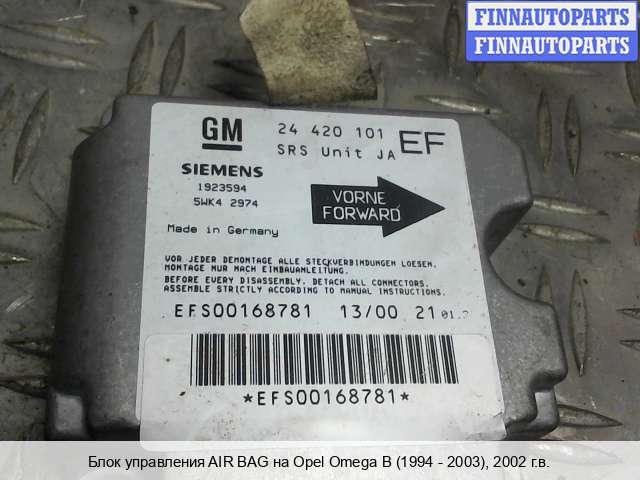 FINNAUTOPARTS
FINNAUTOPARTS
GM
24 420 101 EF
SRS Unit JA
SIEMENS
1923594
5WK4 2974
VORNE
FORWARD
Made in Germany
VOR JEDER DEMONTAGE ALLE STECKVERBINDUNGEN LOESEN.
MONTAGE NUR NACH EINBAUANLEITUNG.
BEFORE EVERY DISASSEMBLY, DETACH ALL CONNECTORS.
ASSEMBLE STRICTLY ACCORDING TO MANUAL INSTRUCTIONS.
EFS00168781 13/00 21
*EFS00168781*
Блок управления AIR BAG на Opel Omega B (1994 - 2003), 2002 г.в.